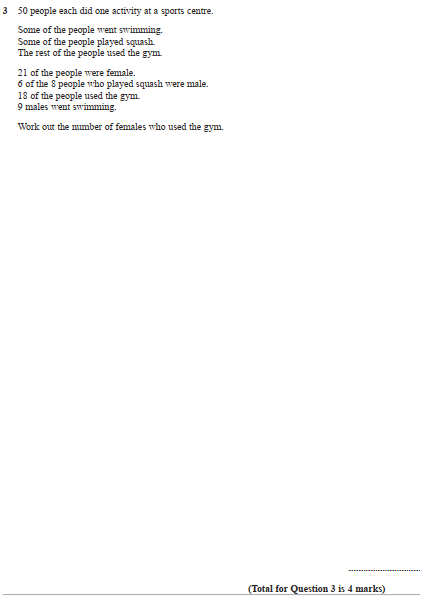 3 50 people each did one activity at a sports centre.
Some of the people went swimming.
Some of the people played squash.
The rest of the people used the gym.
21 of the people were female.
6 of the 8 people who played squash were male.
18 of the people used the gym.
9 males went swimming.
Work out the number of females who used the gym.
(Total for Question 3 is 4 marks)